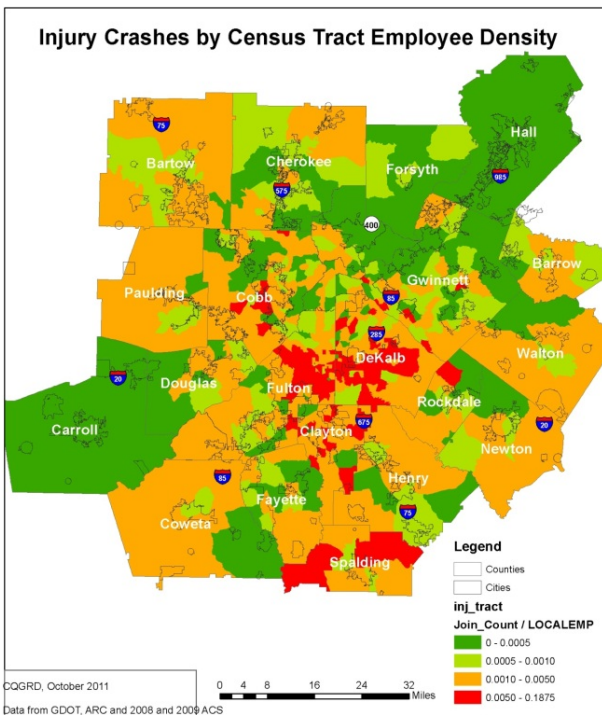 Injury Crashes by Census Tract Employee Density
Hall
75
Bartow
Cherokee
Forsyth
985
575
400
Barrow
Gwinnett
Paulding
Cobb
85
285
DeKalb
Walton
20
Douglas
Fulton
Rockdale
Carroll
Clayton
675
20
Newton
Henry
85
Fayette
75
Coweta
Spalding
Legend
Counties
Cities
inj_tract
Join_Count / LOCALEMP
0 - 0.0005
0.0005 - 0.0010
0.0010 - 0.0050
0.0050 - 0.1875
CQGRD, October 2011
0 4 8 16 24 32
Miles
Data from GDOT, ARC and 2008 and 2009 ACS